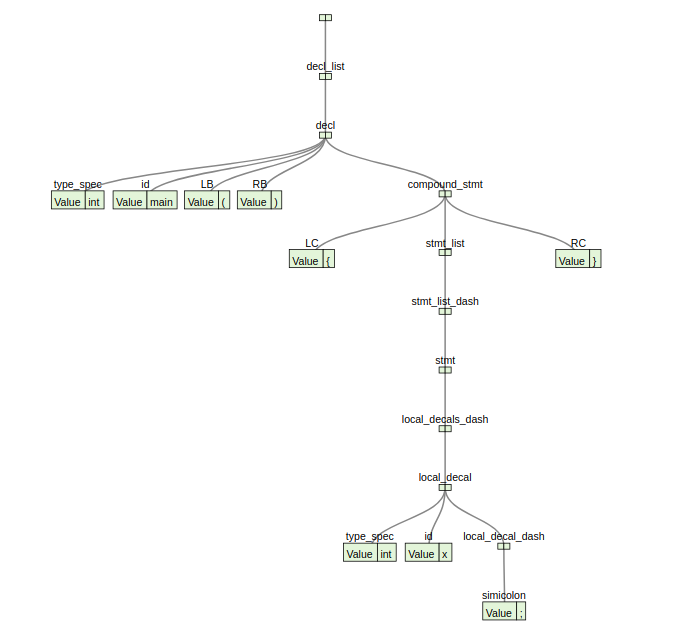 decl_list
decl
type_spec id LB RB compound_stmt
Value int Value main Value ( Value )
LC stmt_list RC
Value { Value }
stmt_list_dash
stmt
local_decals_dash
local_decal
type_spec id local_decal_dash
Value int Value x
simicolon
Value ;